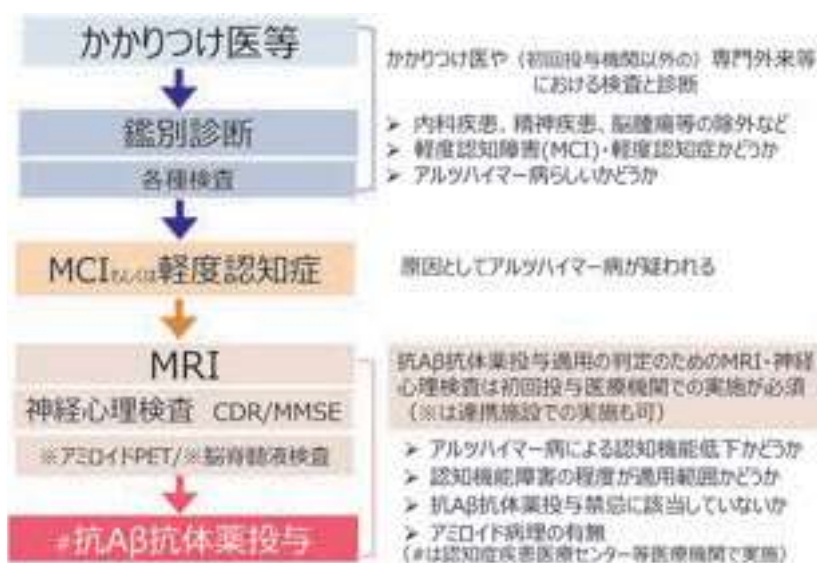 かかりつけ医等
かかりつけ医や（初回投与機関以外の）専門外来等
における検査と診断
鑑別診断
各種検査
➢ 内科疾患、精神疾患、脳腫瘍等の除外など
➢ 軽度認知障害(MCI)・軽度認知症かどうか
➢ アルツハイマー病らしいかどうか
MCIもしくは軽度認知症
原因としてアルツハイマー病が疑われる
MRI
神経心理検査 CDR/MMSE
※アミロイドPET/※脳脊髄液検査
抗Aβ抗体薬投与適用の判定のためのMRI・神経
心理検査は初回投与医療機関での実施が必須
（※は連携施設での実施も可）
➢ アルツハイマー病による認知機能低下かどうか
➢ 認知機能障害の程度が適用範囲かどうか
➢ 抗Aβ抗体薬投与禁忌に該当していないか
➢ アミロイド病理の有無
(#は認知症疾患医療センター等医療機関で実施)
#抗Aβ抗体薬投与